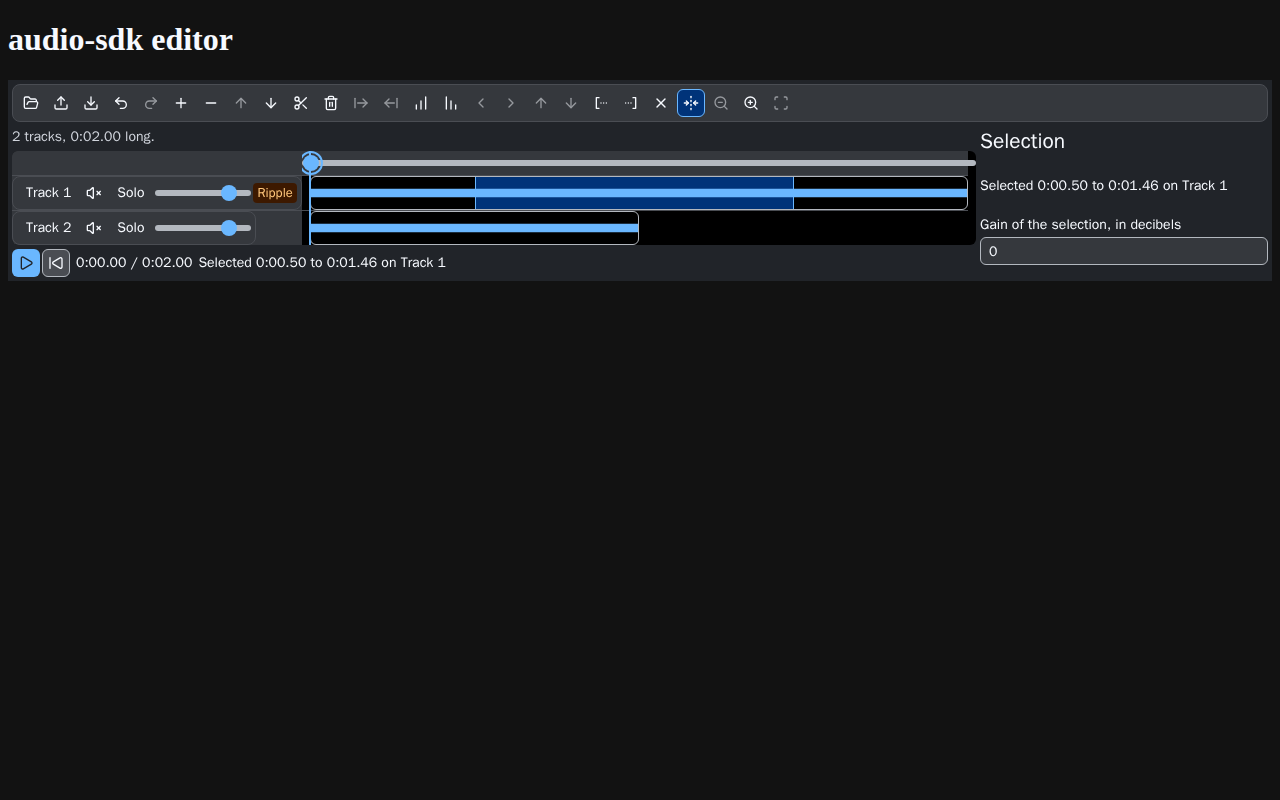 audio-sdk editor
2 tracks, 0:02.00 long.
Selection
Track 1 Solo Ripple
Selected 0:00.50 to 0:01.46 on Track 1
Track 2 Solo
Gain of the selection, in decibels
0
0:00.00 / 0:02.00 Selected 0:00.50 to 0:01.46 on Track 1